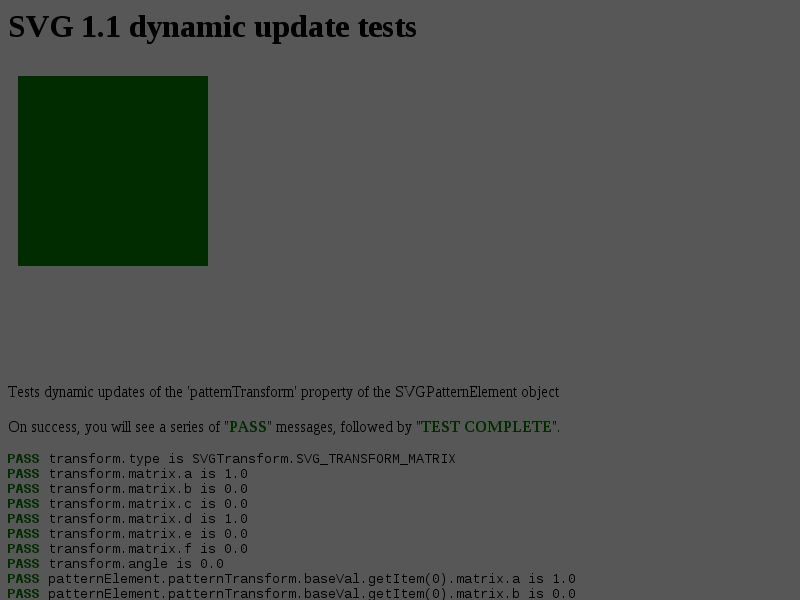 SVG 1.1 dynamic update tests
Tests dynamic updates of the 'patternTransform' property of the SVGPatternElement object
On success, you will see a series of "PASS" messages, followed by "TEST COMPLETE".
PASS transform.type is SVGTransform.SVG_TRANSFORM_MATRIX
PASS transform.matrix.a is 1.0
PASS transform.matrix.b is 0.0
PASS transform.matrix.c is 0.0
PASS transform.matrix.d is 1.0
PASS transform.matrix.e is 0.0
PASS transform.matrix.f is 0.0
PASS transform.angle is 0.0
PASS patternElement.patternTransform.baseVal.getItem(0).matrix.a is 1.0
PASS patternElement.patternTransform.baseVal.getItem(0).matrix.b is 0.0